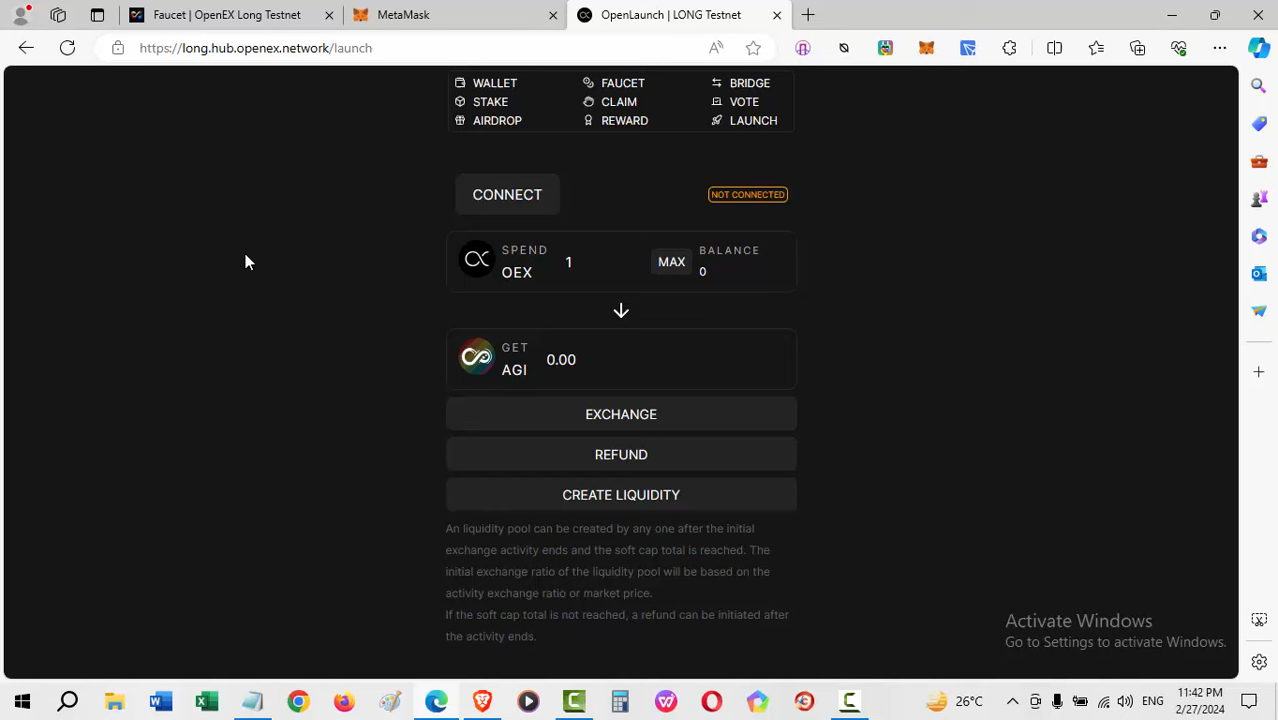 Faucet | OpenEX Long Testnet
MetaMask
OpenLaunch | LONG Testnet
https://long.hub.openex.network/launch
WALLET FAUCET BRIDGE
STAKE CLAIM VOTE
AIRDROP REWARD LAUNCH
CONNECT
NOT CONNECTED
SPEND
OEX
1
MAX
BALANCE
0
GET
AGI
0.00
EXCHANGE
REFUND
CREATE LIQUIDITY
An liquidity pool can be created by any one after the initial
exchange activity ends and the soft cap total is reached. The
initial exchange ratio of the liquidity pool will be based on the
activity exchange ratio or market price.
If the soft cap total is not reached, a refund can be initiated after
the activity ends.
Activate Windows
Go to Settings to activate Windows.
26°C
ENG
11:42 PM
2/27/2024